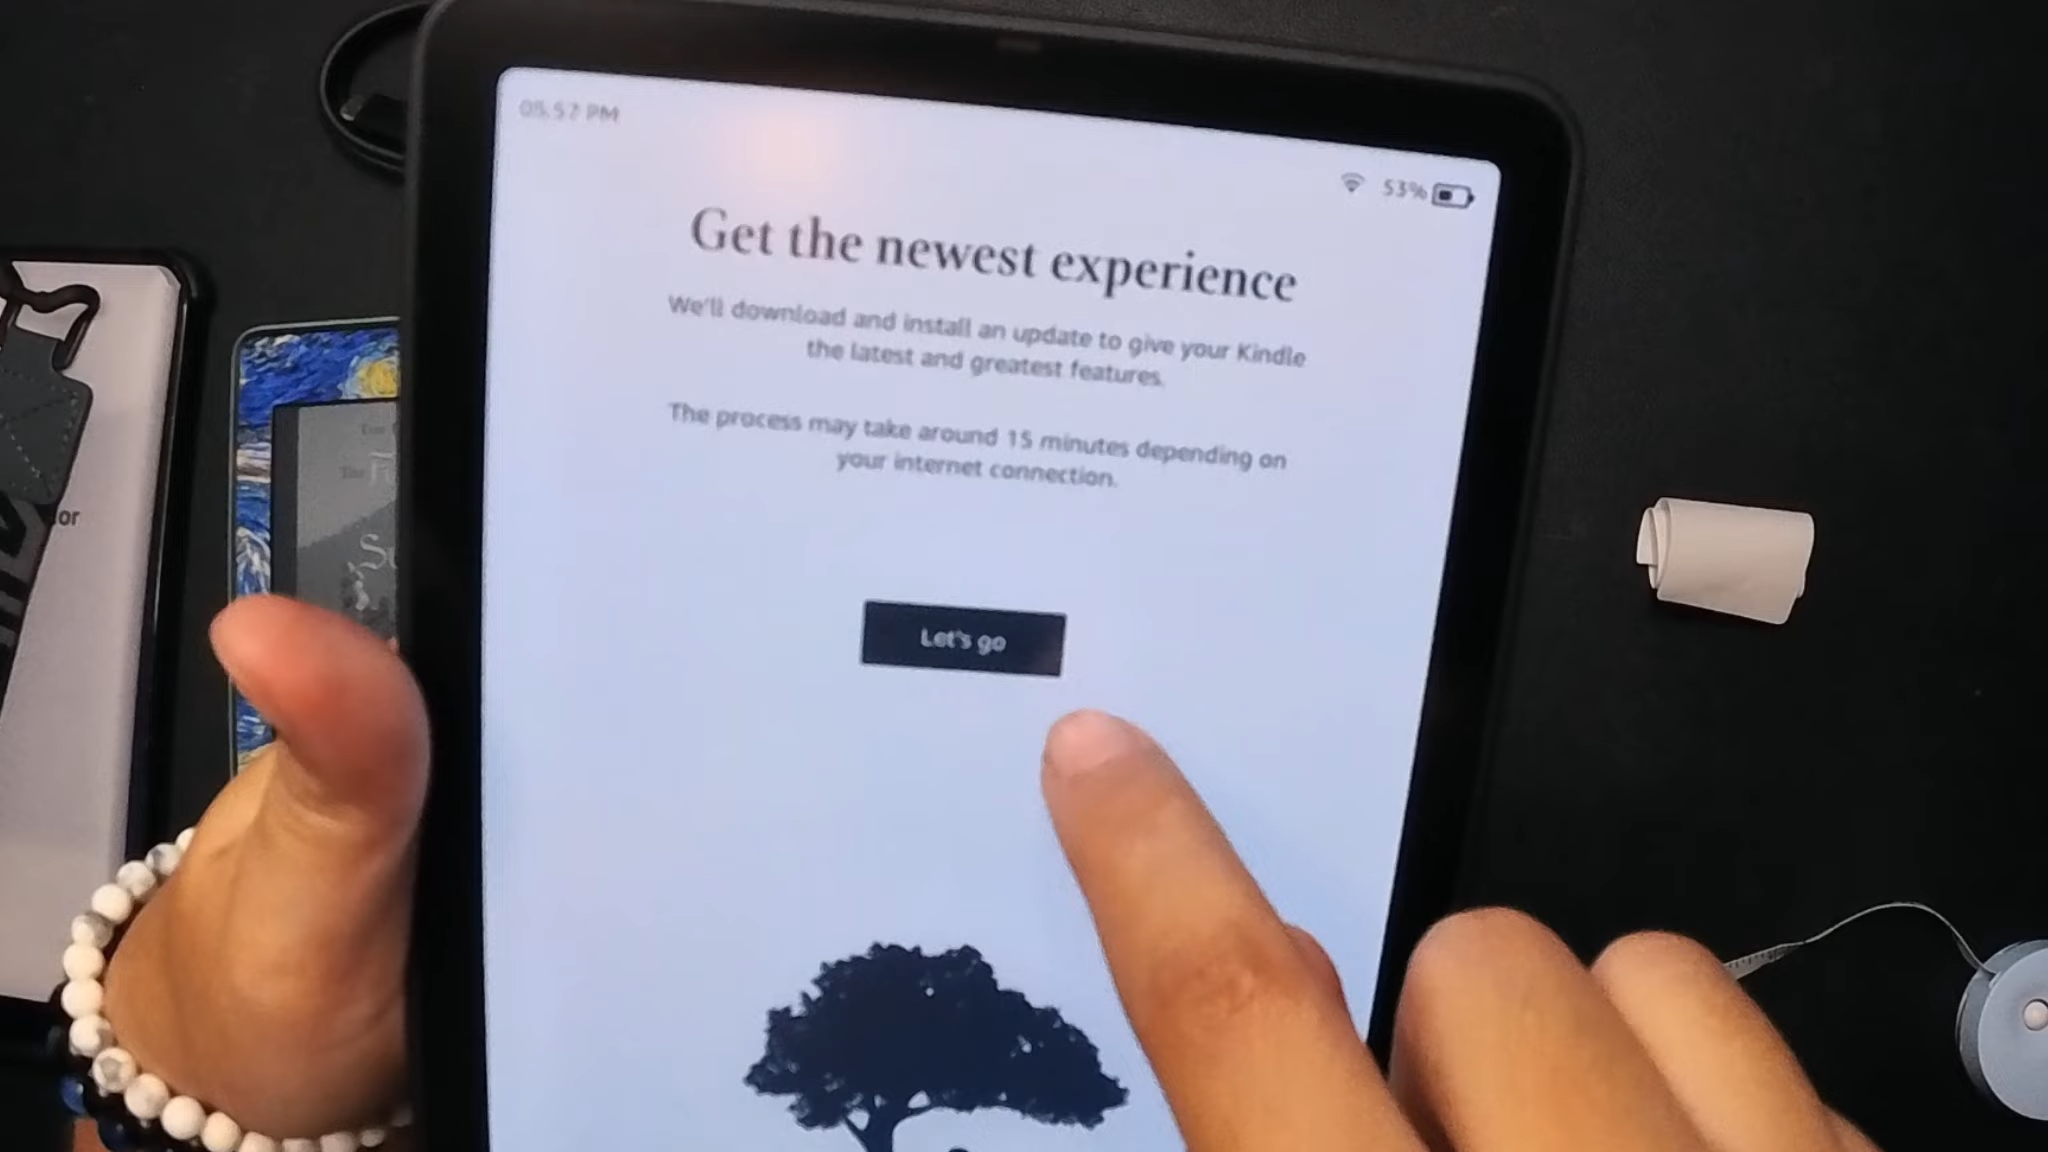 05:57 PM
53%
Get the newest experience
We'll download and install an update to give your Kindle
the latest and greatest features.
The process may take around 15 minutes depending on
your internet connection.
Let's go
or
The
Su